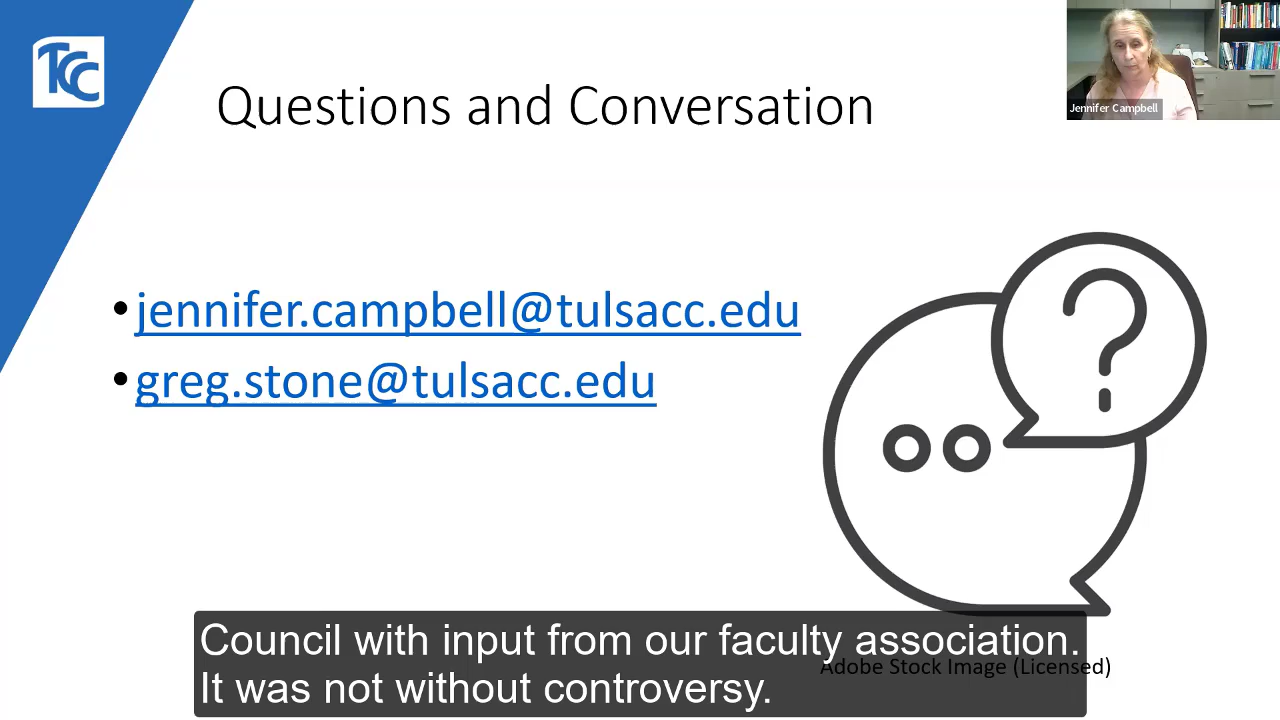 TCC
Questions and Conversation
Jennifer Campbell
• jennifer.campbell@tulsacc.edu
• greg.stone@tulsacc.edu
?
Council with input from our faculty association.
It was not without controversy.
Adobe Stock Image (Licensed)